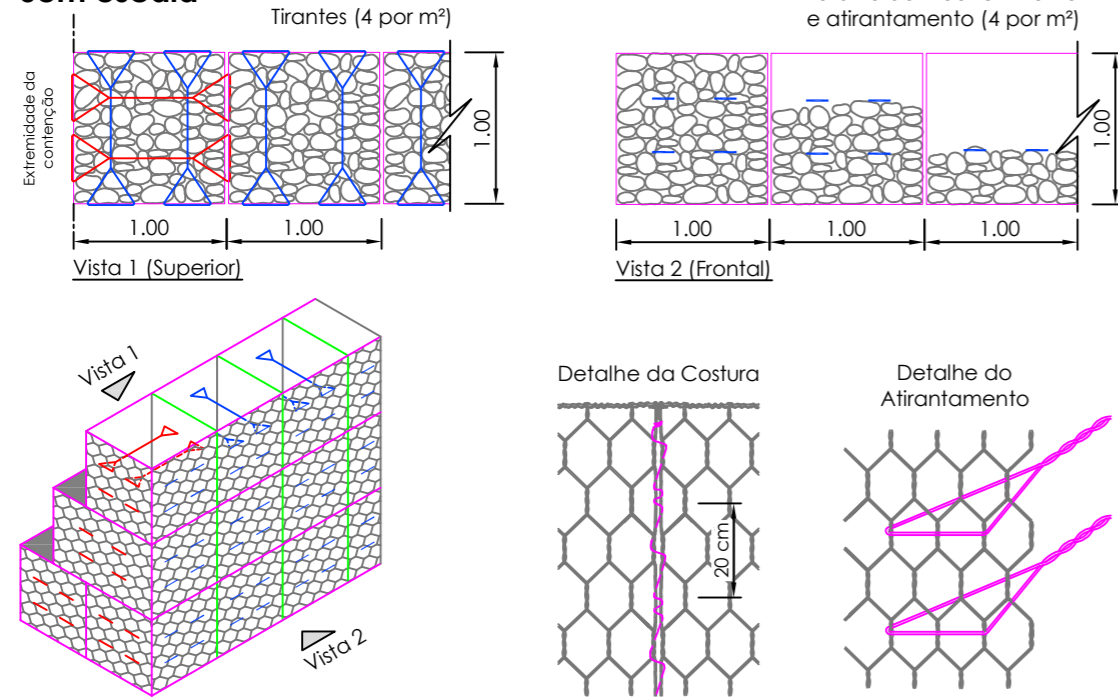 Tirantes (4 por m²)
e atirantamento (4 por m²)
Extremidade da
contenção
1.00
1.00
1.00
1.00
1.00
1.00
1.00
Vista 1 (Superior)
Vista 2 (Frontal)
Vista 1
Vista 2
Detalhe da Costura
20 cm
Detalhe do
Atirantamento